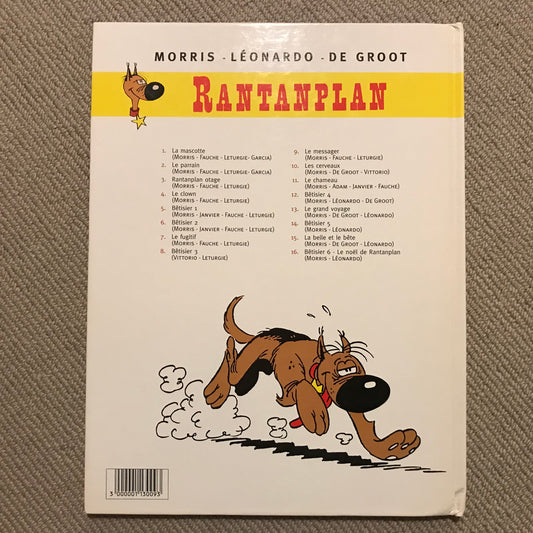 MORRIS - LÉONARDO - DE GROOT
RANTANPLAN
1. La mascotte
(MORRIS - FAUCHE - LETURGIE - GARCIA)
2. Le parrain
(MORRIS - FAUCHE - LETURGIE - GARCIA)
3. Rantanplan otage
(MORRIS - FAUCHE - LETURGIE)
4. Le clown
(MORRIS - FAUCHE - LETURGIE)
5. Bêtisier 1
(MORRIS - JANVIER - FAUCHE - LETURGIE)
6. Bêtisier 2
(MORRIS - JANVIER - FAUCHE - LETURGIE)
7. Le fugitif
(MORRIS - FAUCHE - LETURGIE)
8. Bêtisier 3
(VITTORIO - LETURGIE)
9. Le messager
(MORRIS - FAUCHE - LETURGIE)
10. Les cerveaux
(MORRIS - DE GROOT - VITTORIO)
11. Le chameau
(MORRIS - ADAM - JANVIER - FAUCHE)
12. Bêtisier 4
(MORRIS - LÉONARDO - DE GROOT)
13. Le grand voyage
(MORRIS - DE GROOT - LÉONARDO)
14. Bêtisier 5
(MORRIS - LÉONARDO)
15. La belle et le bête
(MORRIS - DE GROOT - LÉONARDO)
16. Bêtisier 6 - Le noël de Rantanplan
(MORRIS - LÉONARDO)
3 000001 130093